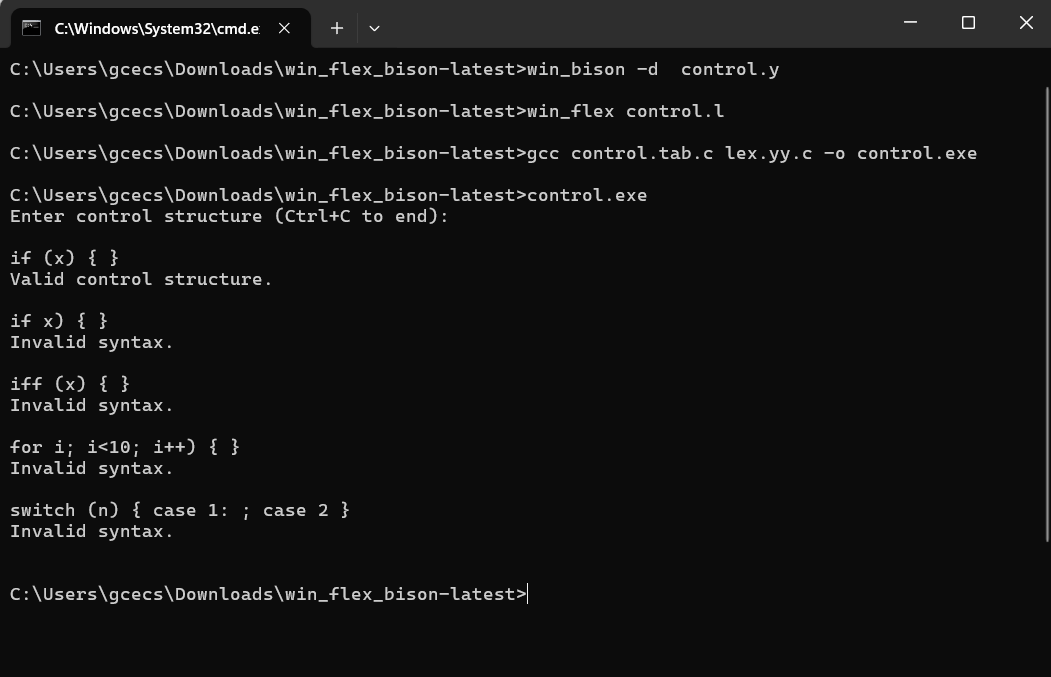 C:\Windows\System32\cmd.e
C:\Users\gcecs\Downloads\win_flex_bison-latest>win_bison -d  control.y
C:\Users\gcecs\Downloads\win_flex_bison-latest>win_flex control.l
C:\Users\gcecs\Downloads\win_flex_bison-latest>gcc control.tab.c lex.yy.c -o control.exe
C:\Users\gcecs\Downloads\win_flex_bison-latest>control.exe
Enter control structure (Ctrl+C to end):
if (x) { }
Valid control structure.
if x) { }
Invalid syntax.
iff (x) { }
Invalid syntax.
for i; i<10; i++) { }
Invalid syntax.
switch (n) { case 1: ; case 2 }
Invalid syntax.
C:\Users\gcecs\Downloads\win_flex_bison-latest>